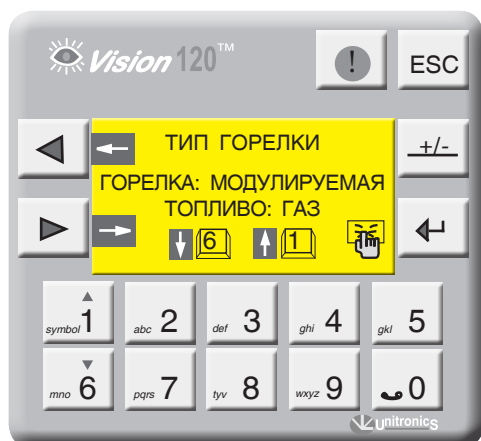 Vision 120™
! ESC
+/-
ТИП ГОРЕЛКИ
ГОРЕЛКА: МОДУЛИРУЕМАЯ
ТОПЛИВО: ГАЗ
6 1
symbol 1 abc 2 def 3 ghi 4 gkl 5
mno 6 pqrs 7 tyv 8 wxyz 9 0
unitronics